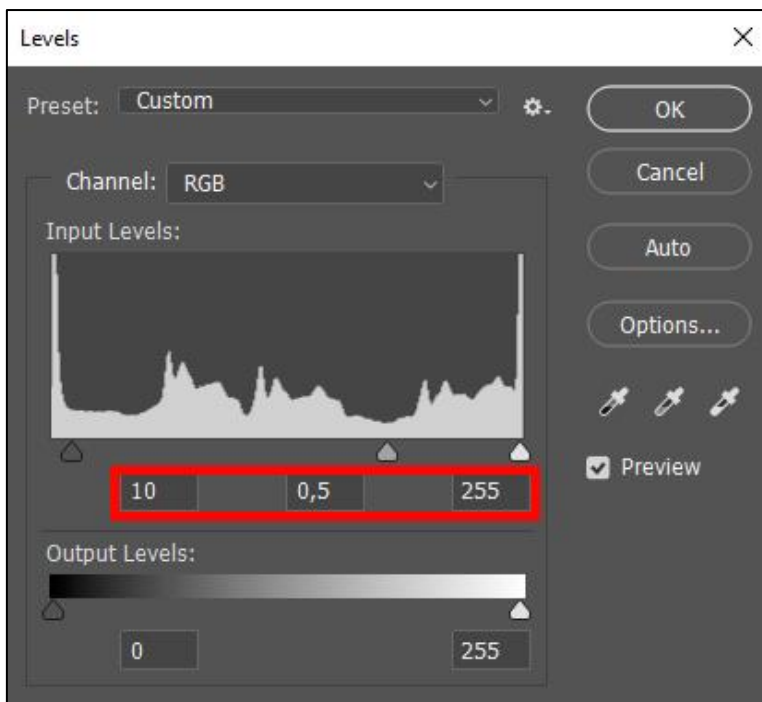 Levels
Preset: Custom
OK
Channel: RGB
Cancel
Input Levels:
Auto
Options...
10 0,5 255
Preview
Output Levels:
0 255